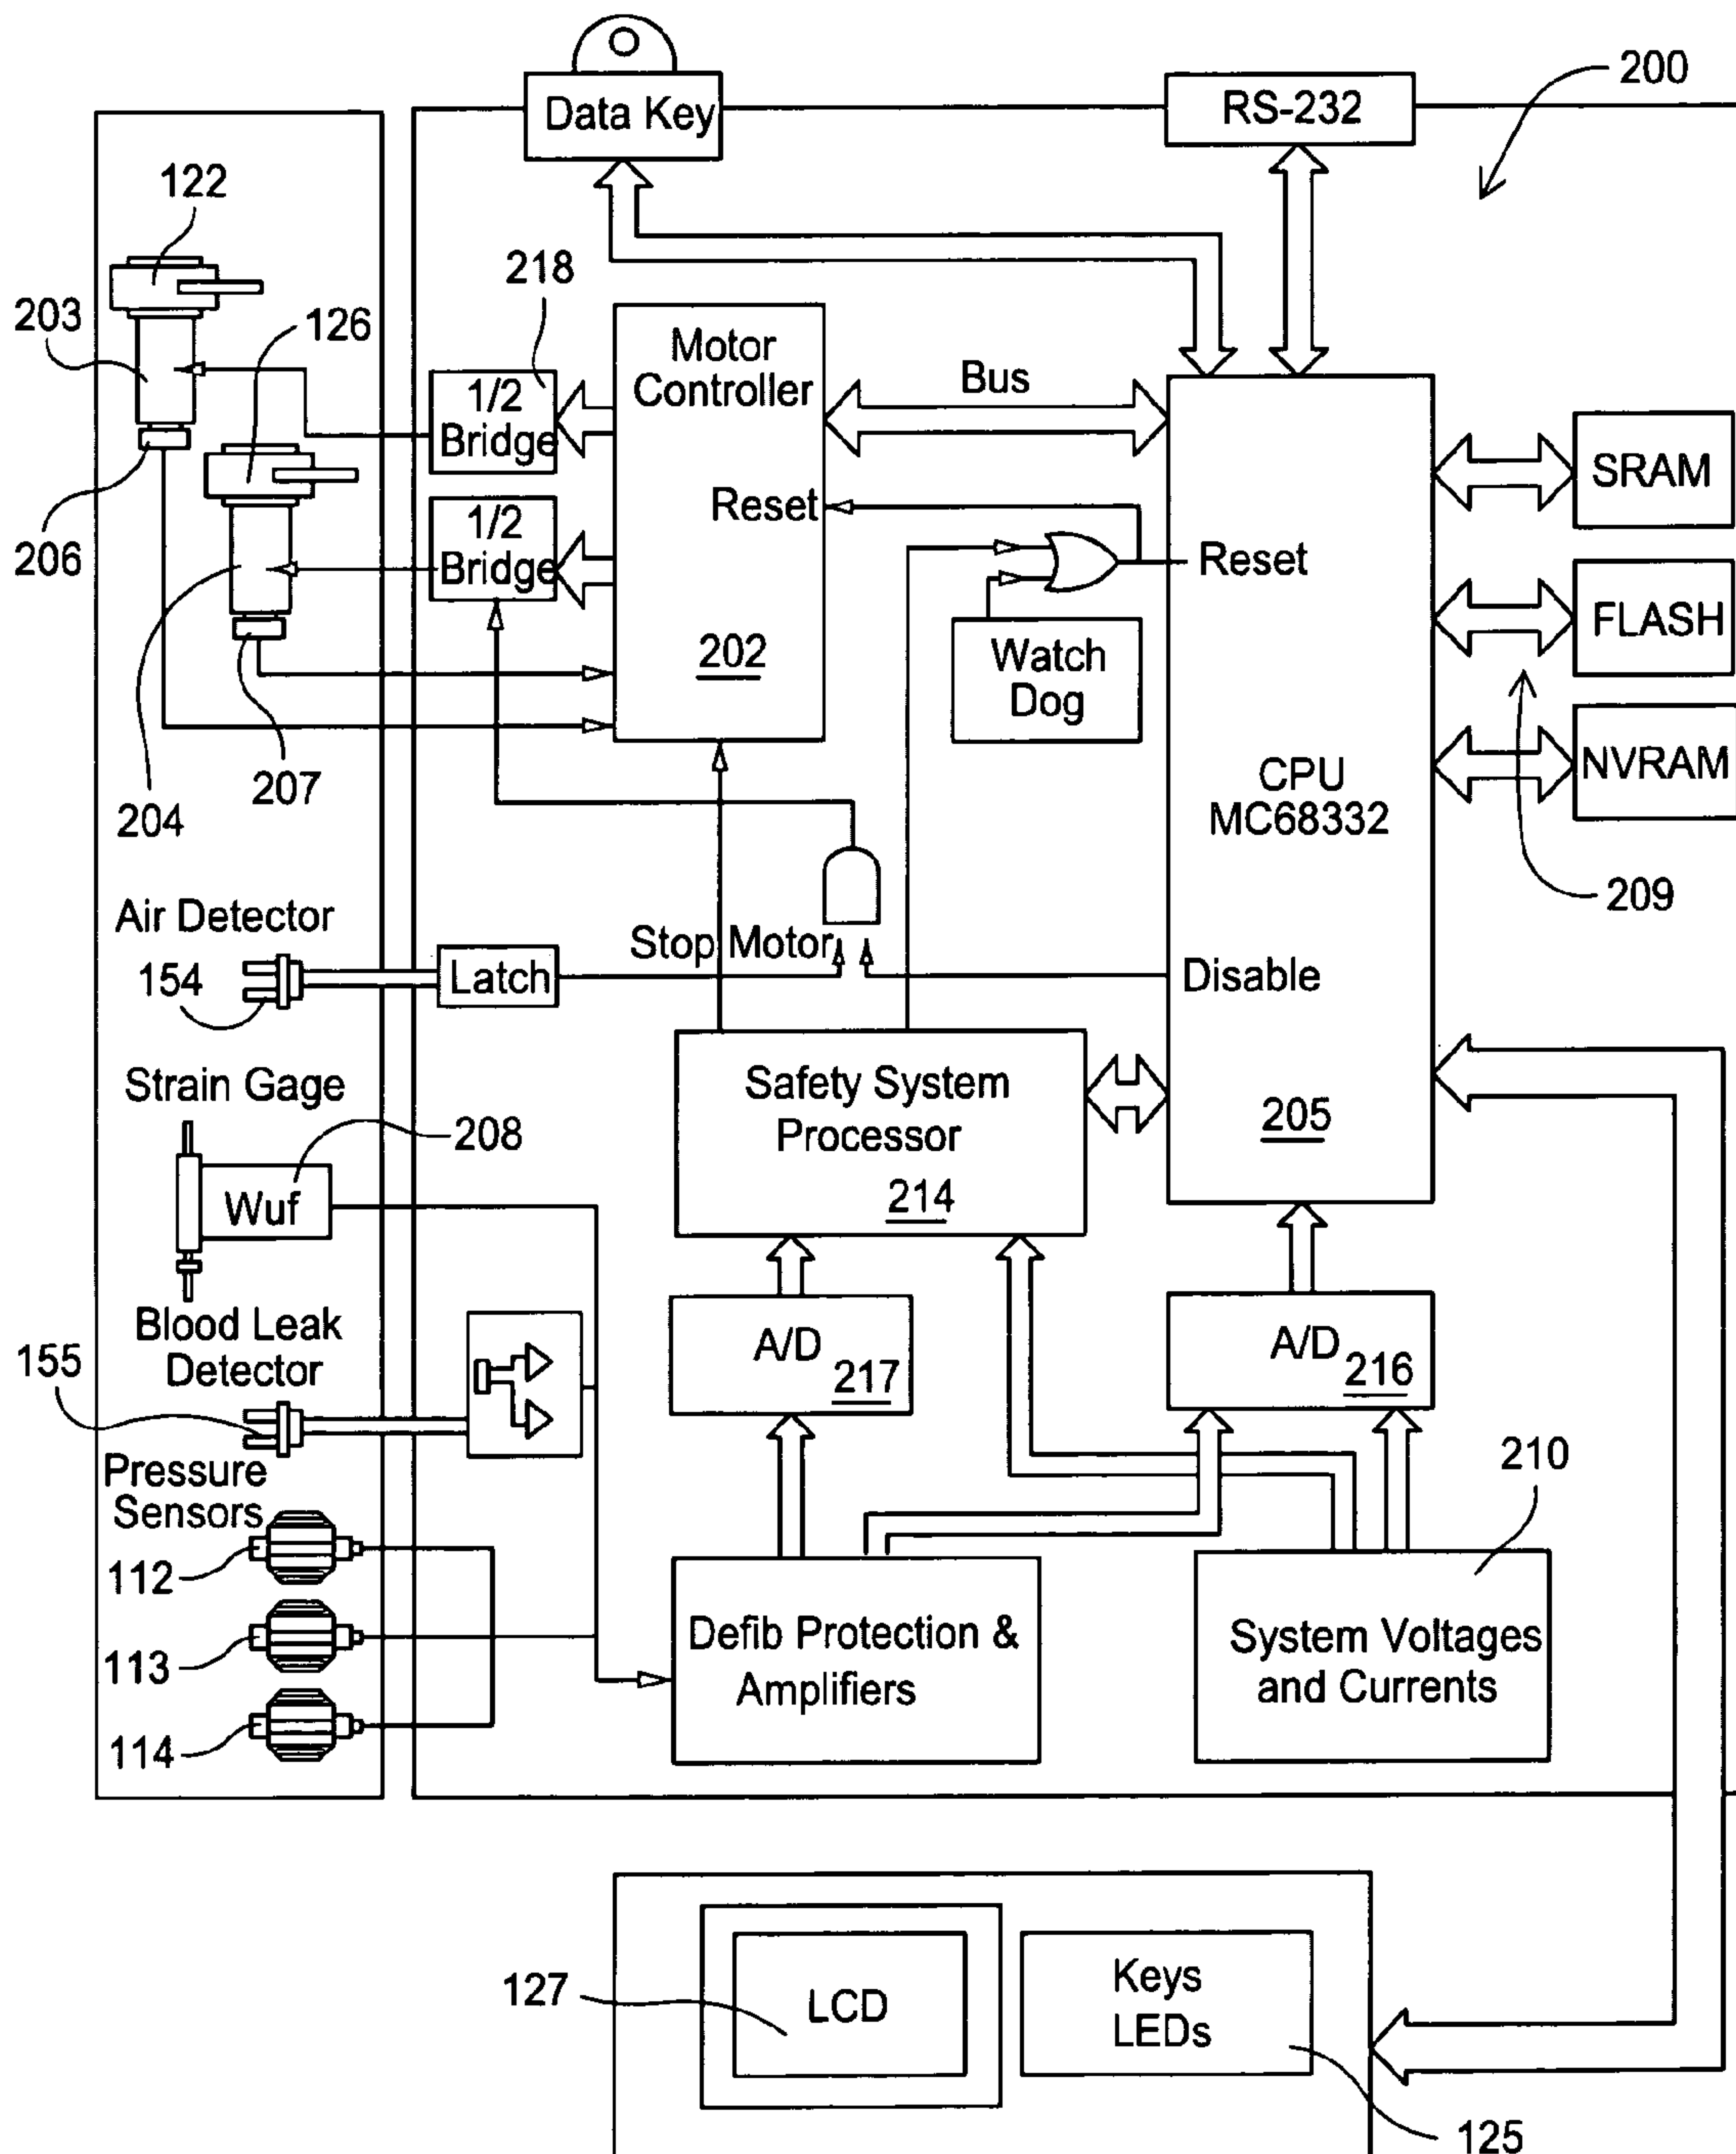 200
Data Key
RS-232
122
218
203
126
Motor
Controller
Bus
1/2
Bridge
SRAM
Reset
1/2
Bridge
206
Reset
FLASH
202
Watch
Dog
207
204
CPU
MC68332
NVRAM
209
Air Detector
Stop Motor
154
Latch
Disable
Strain Gage
208
Safety System
Processor
205
Wuf
214
Blood Leak
Detector
155
A/D
217
A/D
216
Pressure
Sensors
210
112
113
Defib Protection &
Amplifiers
System Voltages
and Currents
114
127
LCD
Keys
LEDs
125